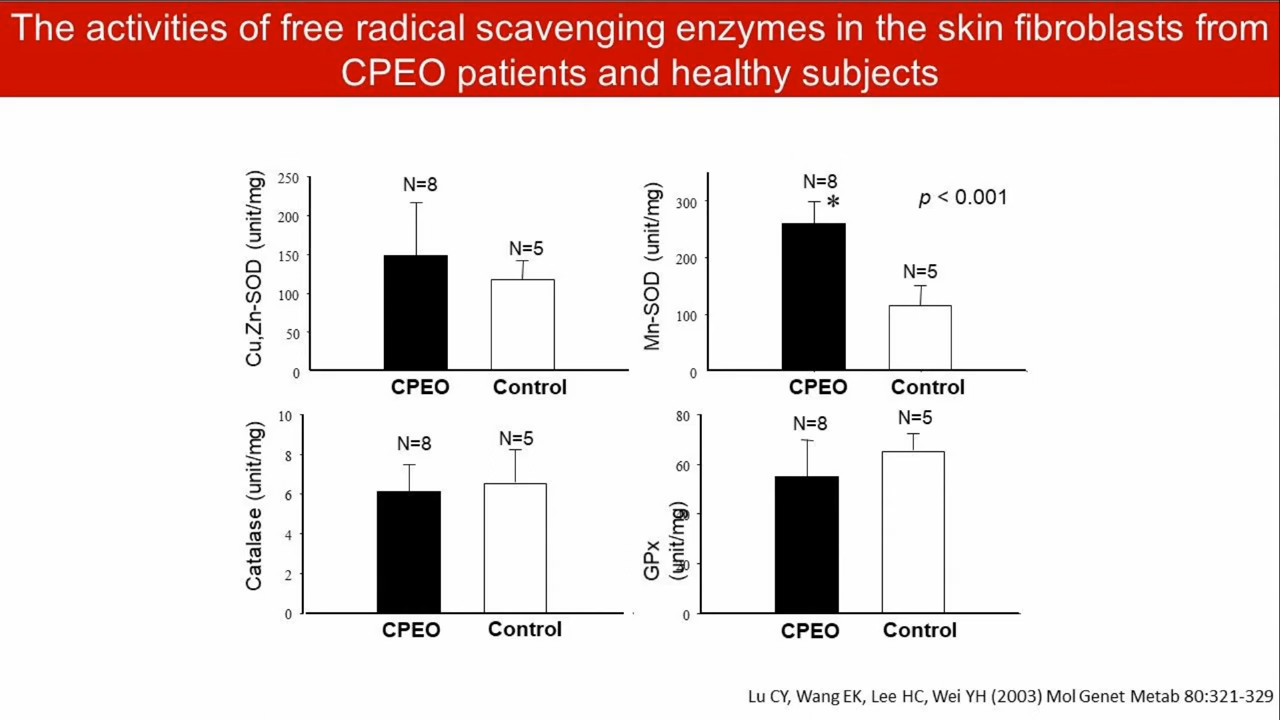 The activities of free radical scavenging enzymes in the skin fibroblasts from
CPEO patients and healthy subjects
Cu,Zn-SOD (unit/mg)
250
200
150
100
50
0
N=8
N=5
CPEO
Control
Mn-SOD (unit/mg)
300
200
100
0
N=8
*
N=5
p < 0.001
CPEO
Control
Catalase (unit/mg)
10
8
6
4
2
0
N=8
N=5
CPEO
Control
GPx
(unit/mg)
80
60
0
N=8
N=5
CPEO
Control
Lu CY, Wang EK, Lee HC, Wei YH (2003) Mol Genet Metab 80:321-329